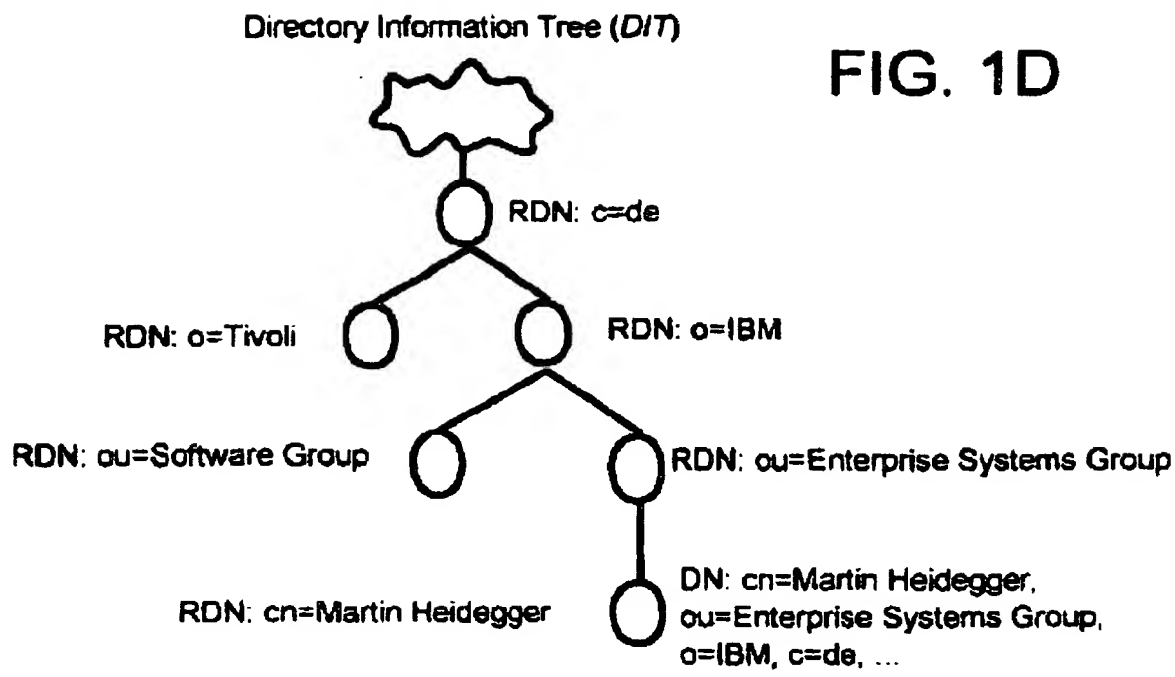 Directory Information Tree (DIT)
FIG. 1D
RDN: c=de
RDN: o=Tivoli
RDN: o=IBM
RDN: ou=Software Group
RDN: ou=Enterprise Systems Group
RDN: cn=Martin Heidegger
DN: cn=Martin Heidegger,
ou=Enterprise Systems Group,
o=IBM, c=de, ...